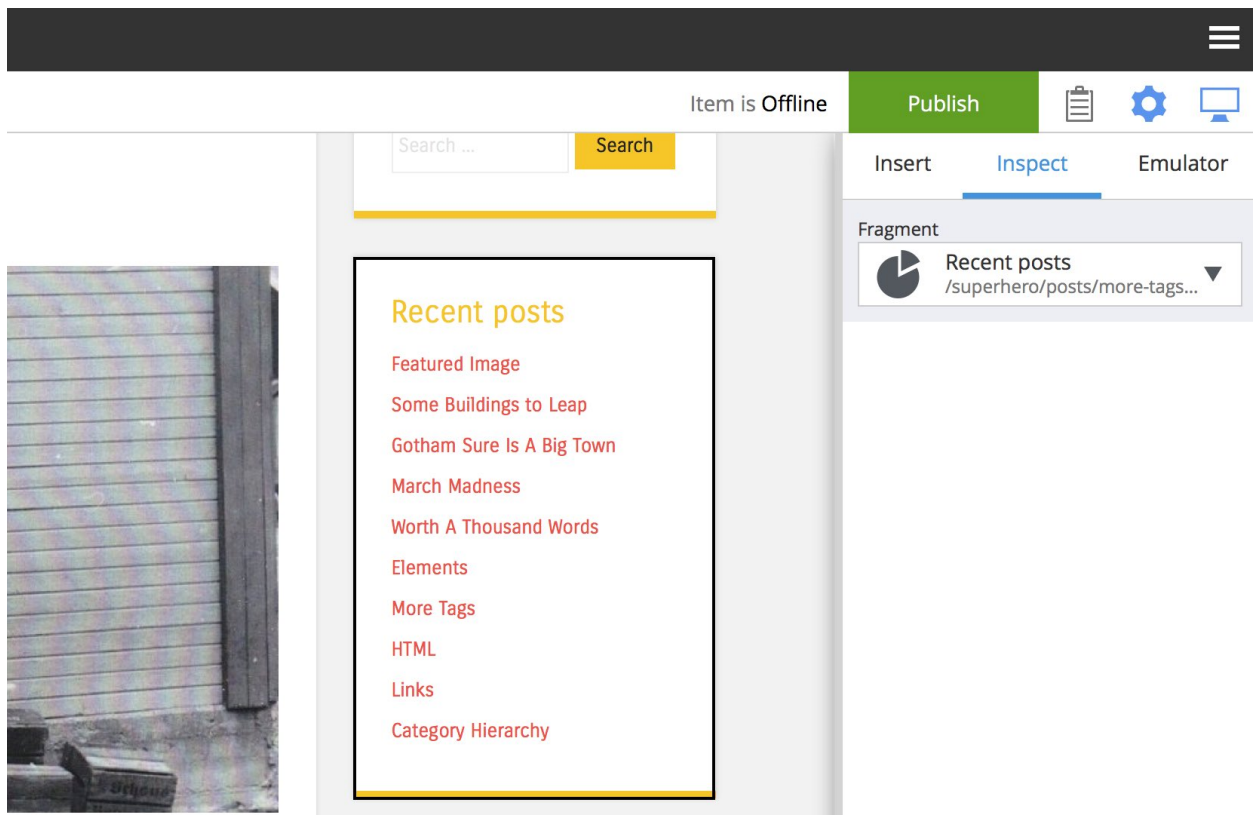 Item is Offline
Publish
Search ...
Search
Insert
Inspect
Emulator
Fragment
Recent posts
/superhero/posts/more-tags...
Recent posts
Featured Image
Some Buildings to Leap
Gotham Sure Is A Big Town
March Madness
Worth A Thousand Words
Elements
More Tags
HTML
Links
Category Hierarchy